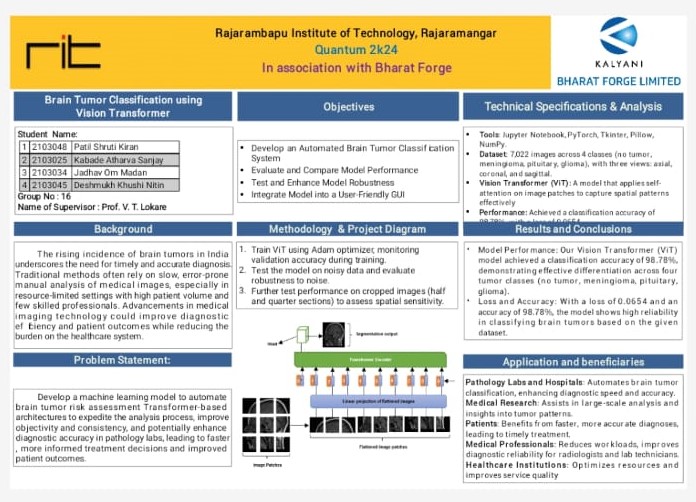 rit
Rajarambapu Institute of Technology, Rajaramangar
Quantum 2k24
In association with Bharat Forge
KALYANI
BHARAT FORGE LIMITED
Brain Tumor Classification using
Vision Transformer
Student Name:
1 2103048 Patil Shruti Kiran
2 2103025 Kabade Atharva Sanjay
3 2103034 Jadhav Om Madan
4 2103045 Deshmukh Khushi Nitin
Group No : 16
Name of Supervisor : Prof. V. T. Lokare
Background
The rising incidence of brain tumors in India
underscores the need for timely and accurate diagnosis.
Traditional methods often rely on slow, error-prone
manual analysis of medical images, especially in
resource-limited settings with high patient volume and
few skilled professionals. Advancements in medical
imaging technology could improve diagnostic
efficiency and patient outcomes while reducing the
burden on the healthcare system.
Problem Statement:
Develop a machine learning model to automate
brain tumor risk assessment Transformer-based
architectures to expedite the analysis process, improve
objectivity and consistency, and potentially enhance
diagnostic accuracy in pathology labs, leading to faster
, more informed treatment decisions and improved
patient outcomes.
Objectives
• Develop an Automated Brain Tumor Classification
System
• Evaluate and Compare Model Performance
• Test and Enhance Model Robustness
• Integrate Model into a User-Friendly GUI
Methodology & Project Diagram
1. Train ViT using Adam optimizer, monitoring
validation accuracy during training.
2. Test the model on noisy data and evaluate
robustness to noise.
3. Further test performance on cropped images (half
and quarter sections) to assess spatial sensitivity.
Segmentation output
Head
Transformer Encoder
Linear projection of flattened images
Flattened image patches
Image Patches
Technical Specifications & Analysis
• Tools: Jupyter Notebook, PyTorch, Tkinter, Pillow,
NumPy.
• Dataset: 7,022 images across 4 classes (no tumor,
meningioma, pituitary, glioma), with three views: axial,
coronal, and sagittal.
• Vision Transformer (ViT): A model that applies self-
attention on image patches to capture spatial patterns
effectively
• Performance: Achieved a classification accuracy of
98.78%, with a loss of 0.0654
Results and Conclusions
• Model Performance: Our Vision Transformer (ViT)
model achieved a classification accuracy of 98.78%,
demonstrating effective differentiation across four
tumor classes (no tumor, meningioma, pituitary,
glioma).
• Loss and Accuracy: With a loss of 0.0654 and an
accuracy of 98.78%, the model shows high reliability
in classifying brain tumors based on the given
dataset.
Application and beneficiaries
Pathology Labs and Hospitals: Automates brain tumor
classification, enhancing diagnostic speed and accuracy.
Medical Research: Assists in large-scale analysis and
insights into tumor patterns.
Patients: Benefits from faster, more accurate diagnoses,
leading to timely treatment.
Medical Professionals: Reduces workloads, improves
diagnostic reliability for radiologists and lab technicians.
Healthcare Institutions: Optimizes resources and
improves service quality